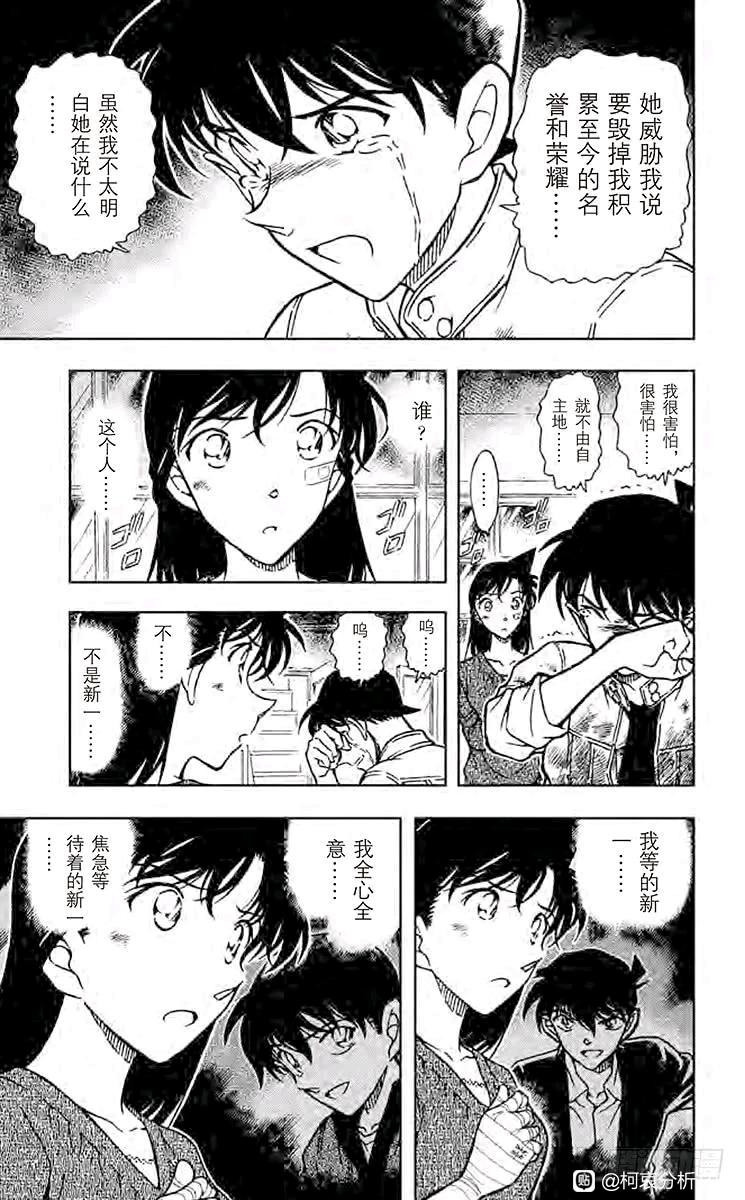 她威胁我说
要毁掉我积
累至今的名
誉和荣耀……
虽然我不太明
白她在说什么
……
我很害怕,
很害怕……
就不由自
主地……
……
谁?
这个人……
ゴロ
ゴロ
ゴロ
呜……
呜……
不…
不是新一……
我等的新
一……
我全心全
意……
焦急等
待着的新一
……
贴 @柯哀分析